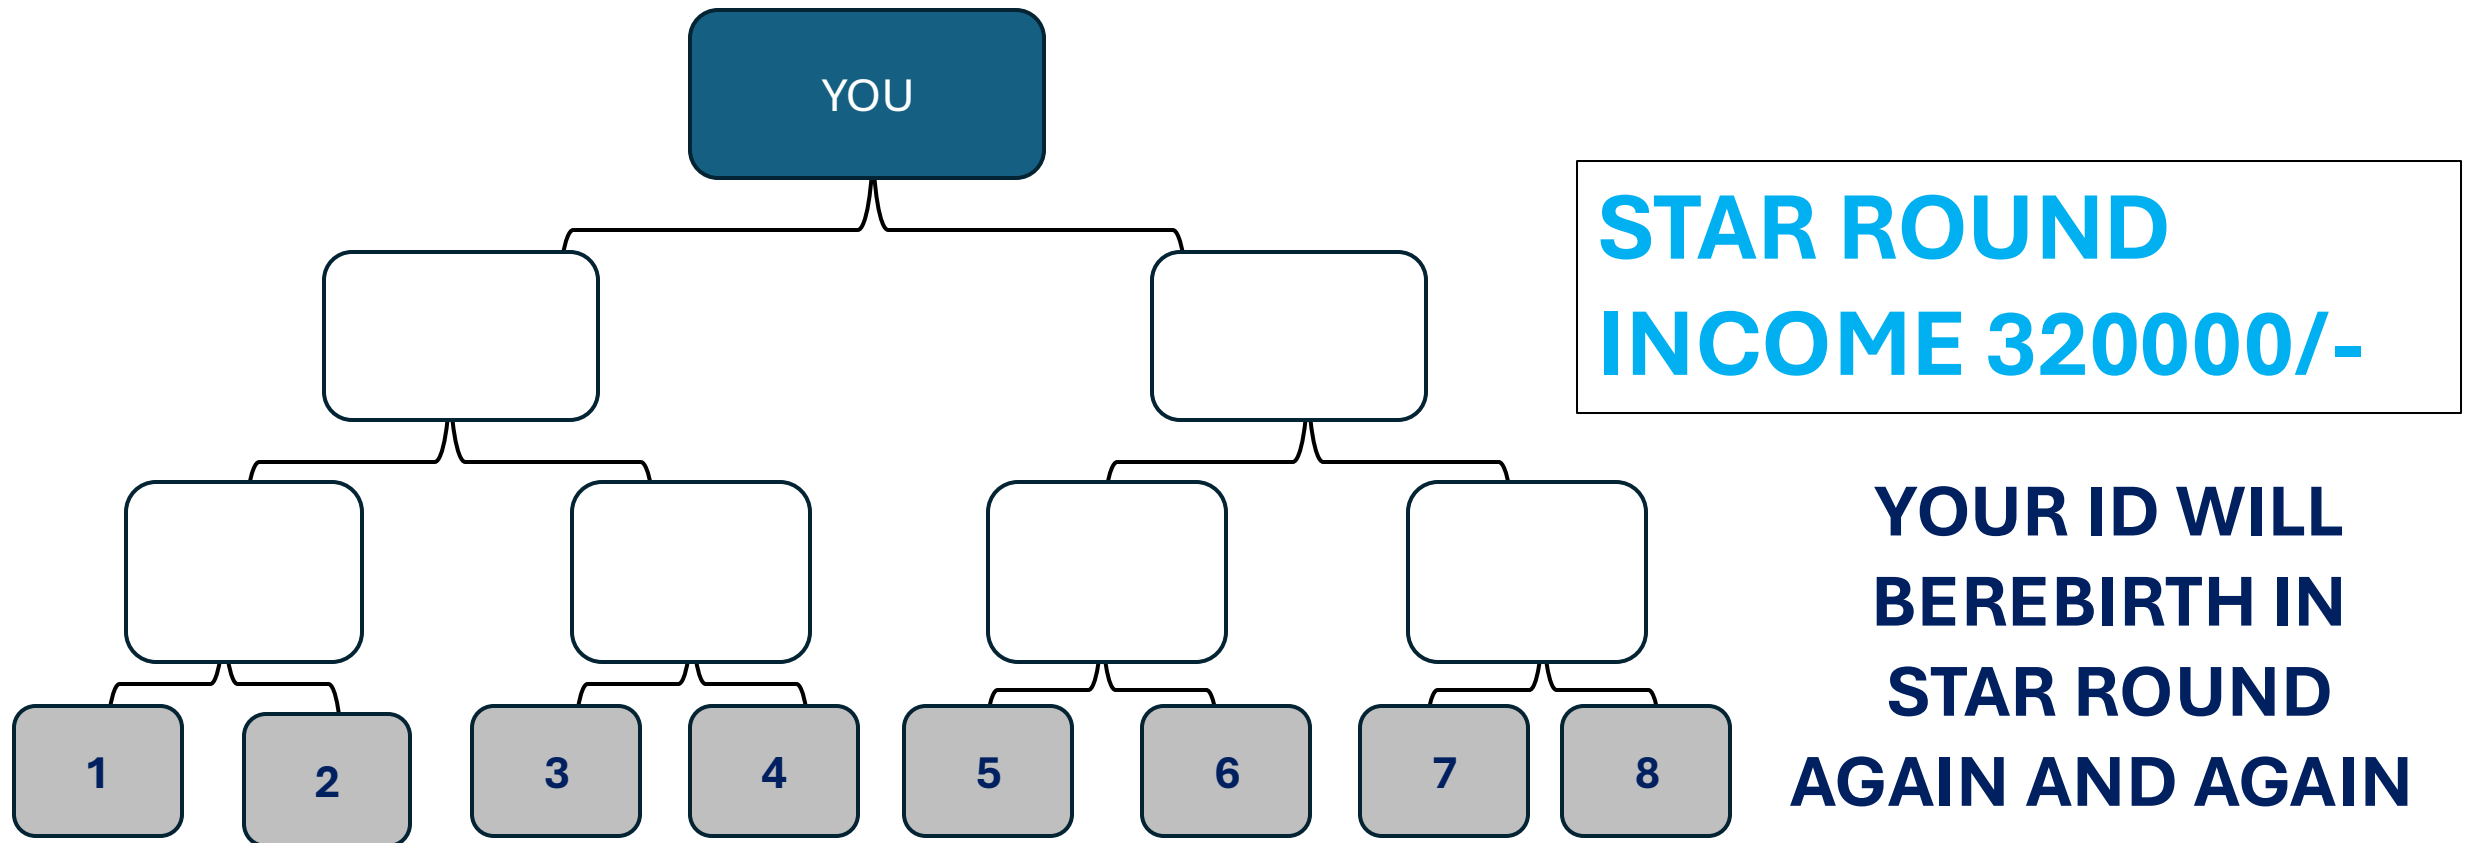 YOU
STAR ROUND
INCOME 320000/-
YOUR ID WILL
BEREBIRTH IN
STAR ROUND
AGAIN AND AGAIN
1
2
3
4
5
6
7
8